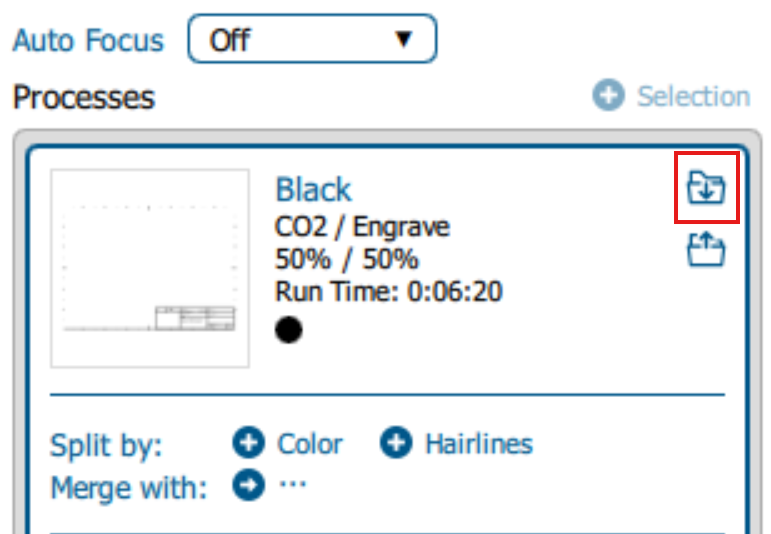 Auto Focus Off
Processes Selection
Black
CO2 / Engrave
50% / 50%
Run Time: 0:06:20
Split by: Color Hairlines
Merge with: ...